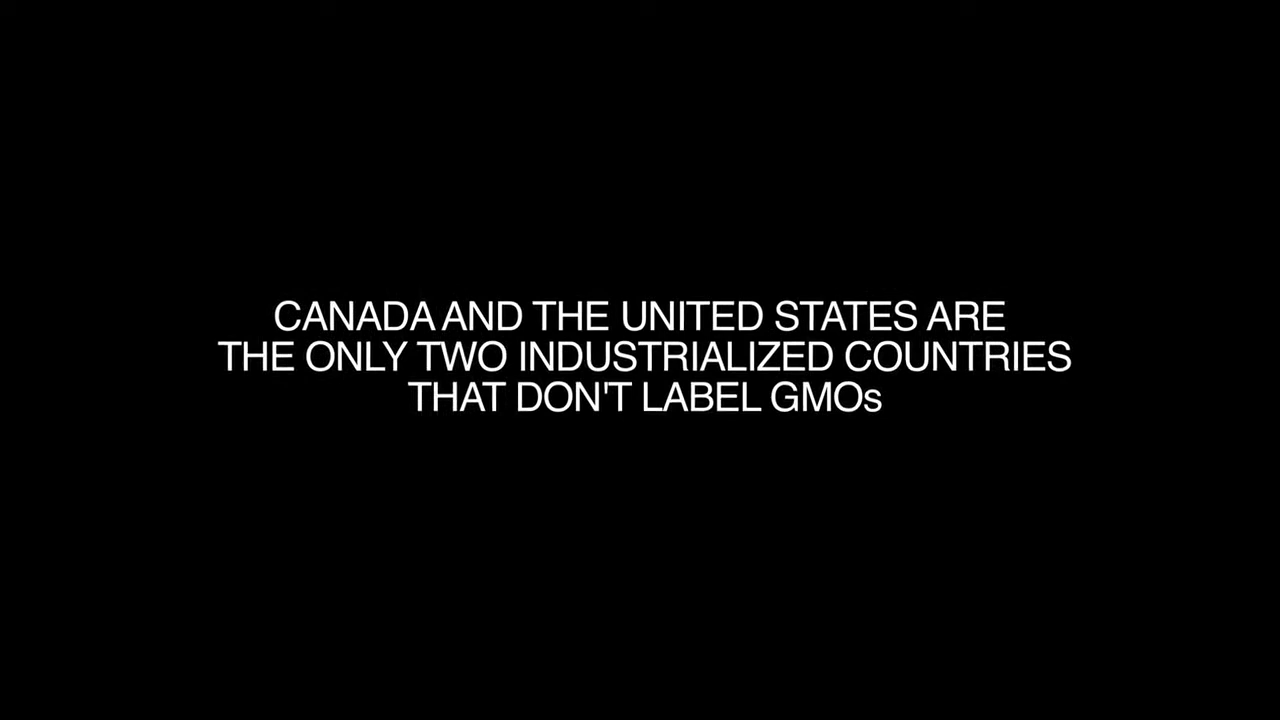 CANADA AND THE UNITED STATES ARE
THE ONLY TWO INDUSTRIALIZED COUNTRIES
THAT DON'T LABEL GMOs